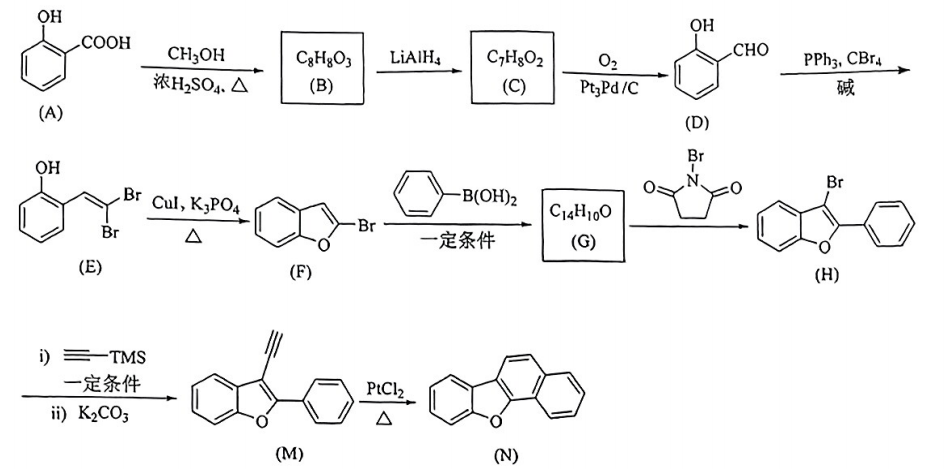 OH
COOH
(A)
CH₃OH
浓H₂SO₄、△
C₈H₈O₃
(B)
LiAlH₄
C₇H₈O₂
(C)
O₂
Pt₃Pd/C
OH
CHO
(D)
PPh₃, CBr₄
碱
OH
Br
Br
(E)
CuI, K₃PO₄
△
Br
O
(F)
B(OH)₂
一定条件
C₁₄H₁₀O
(G)
Br
N
O
O
Br
O
(H)
i) TMS
一定条件
ii) K₂CO₃
O
(M)
PtCl₂
△
O
(N)